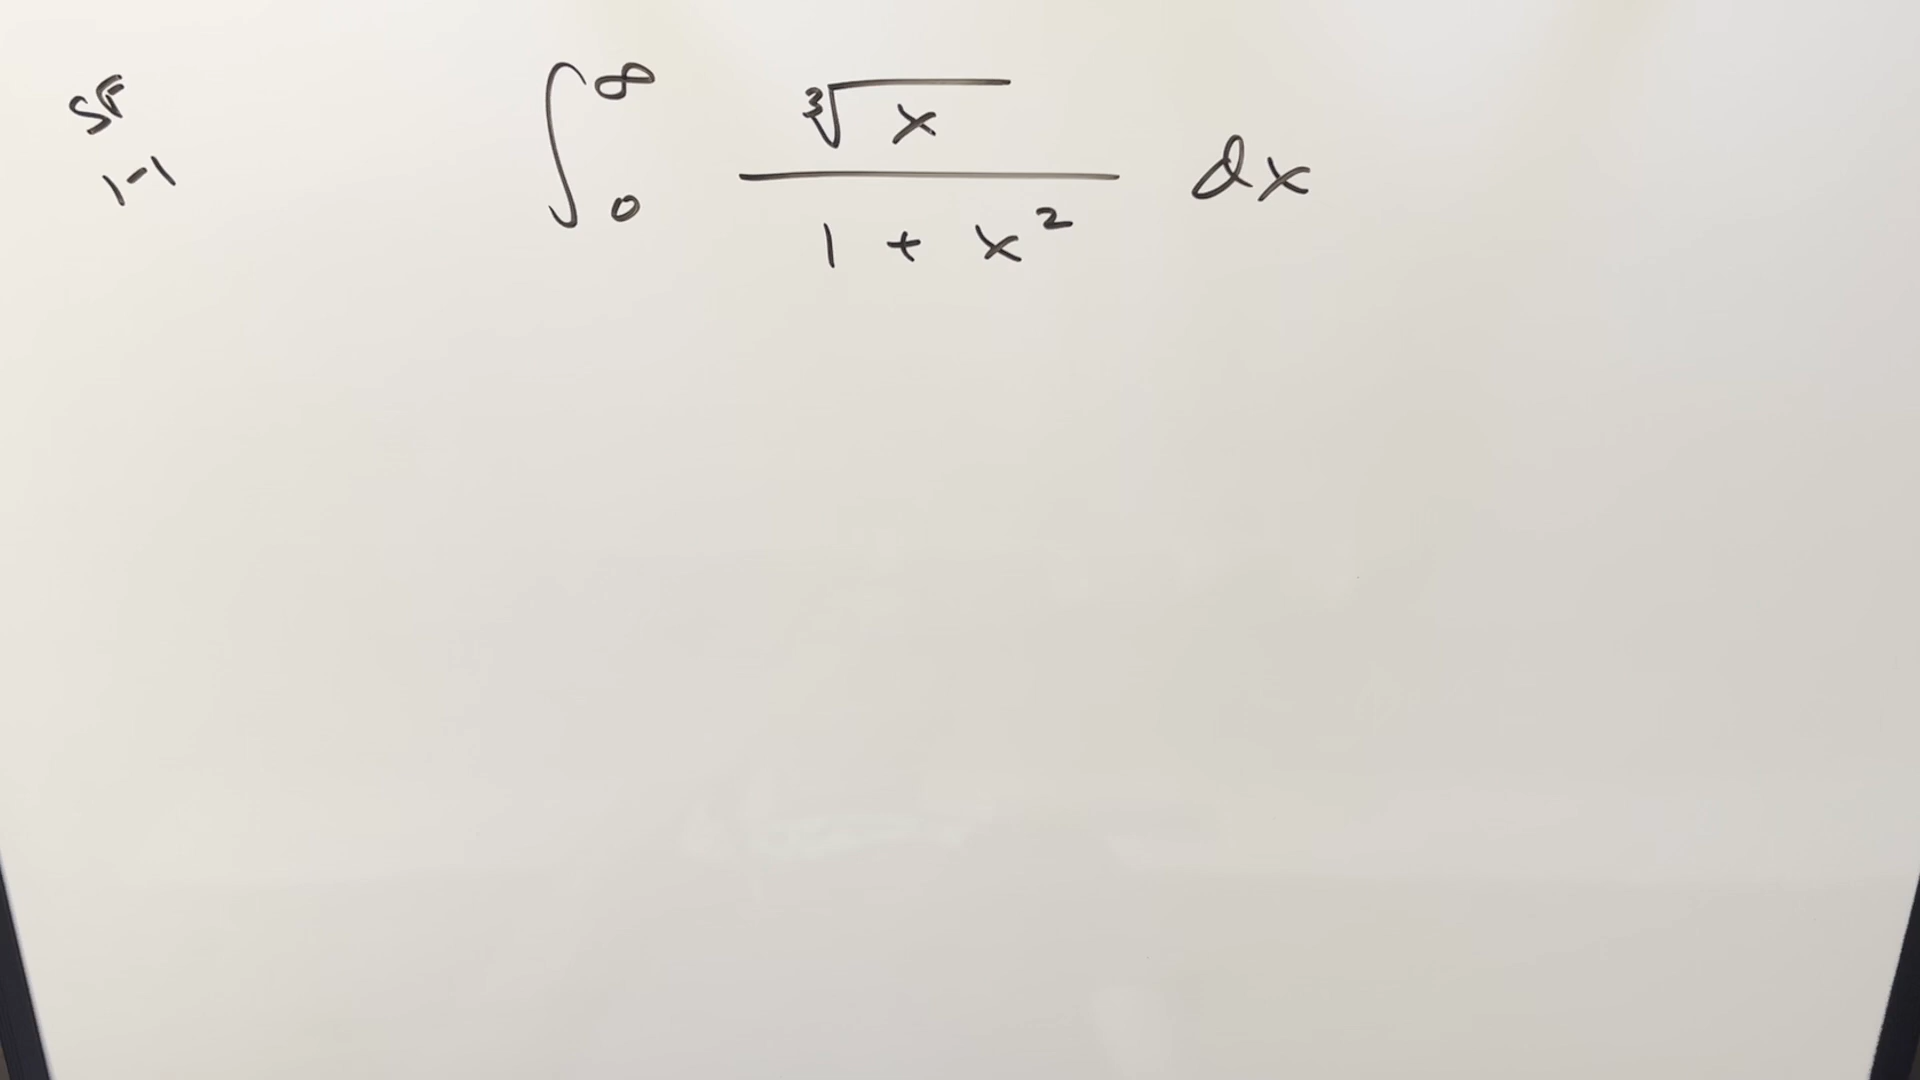 SF
1-1
∫₀^∞ ∛x / (1 + x²) dx